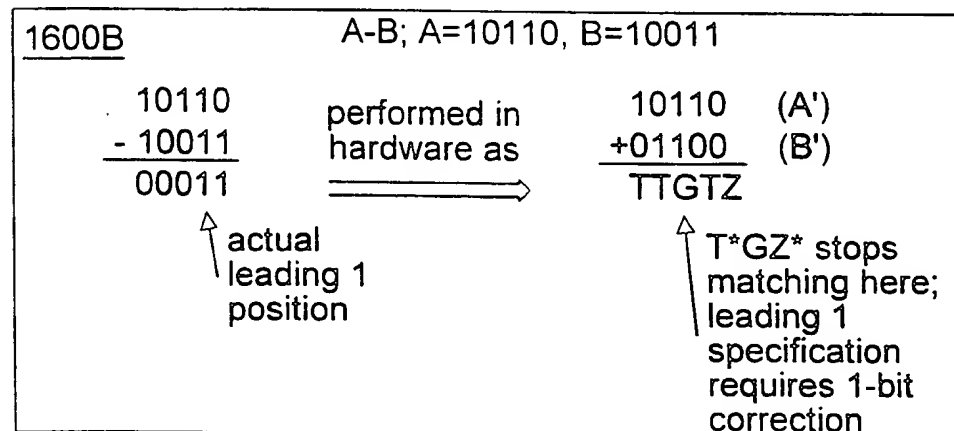 1600B
A-B; A=10110, B=10011
10110
- 10011
00011
performed in
hardware as
10110 (A')
+01100 (B')
TTGTZ
actual
leading 1
position
T*GZ* stops
matching here;
leading 1
specification
requires 1-bit
correction